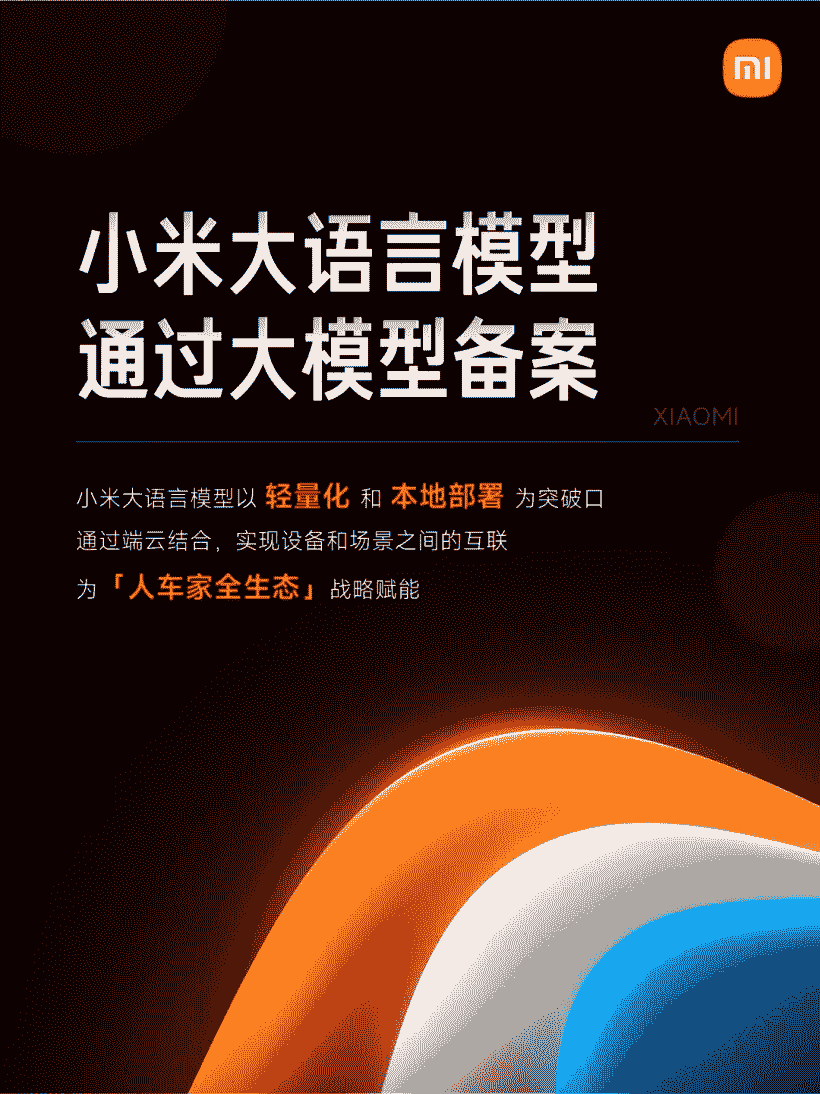 mi
小米大语言模型
通过大模型备案
XIAOMI
小米大语言模型以 轻量化 和 本地部署 为突破口
通过端云结合，实现设备和场景之间的互联
为「人车家全生态」战略赋能